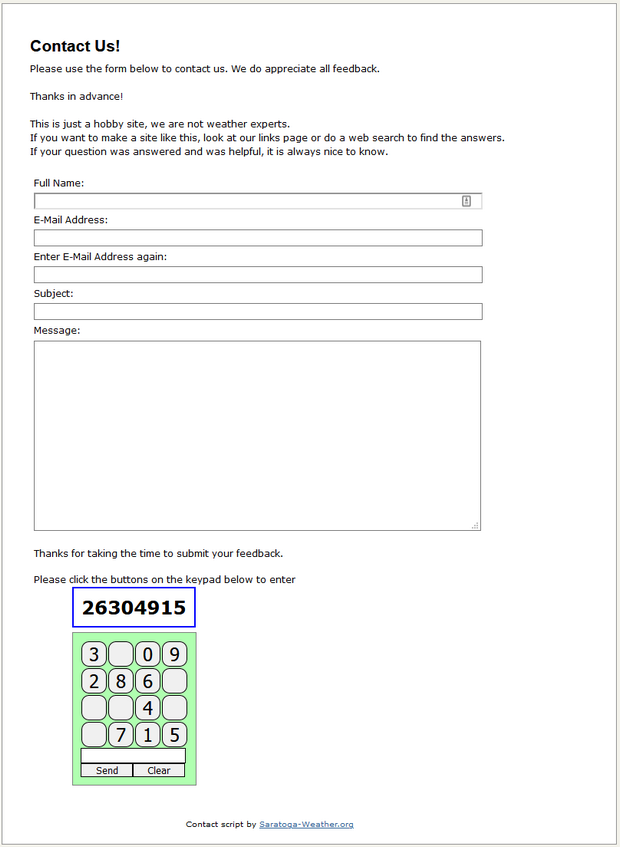 Contact Us!
Please use the form below to contact us. We do appreciate all feedback.
Thanks in advance!
This is just a hobby site, we are not weather experts.
If you want to make a site like this, look at our links page or do a web search to find the answers.
If your question was answered and was helpful, it is always nice to know.
Full Name:
E-Mail Address:
Enter E-Mail Address again:
Subject:
Message:
Thanks for taking the time to submit your feedback.
Please click the buttons on the keypad below to enter
26304915
3 0 9
2 8 6
4
7 1 5
Send Clear
Contact script by Saratoga-Weather.org